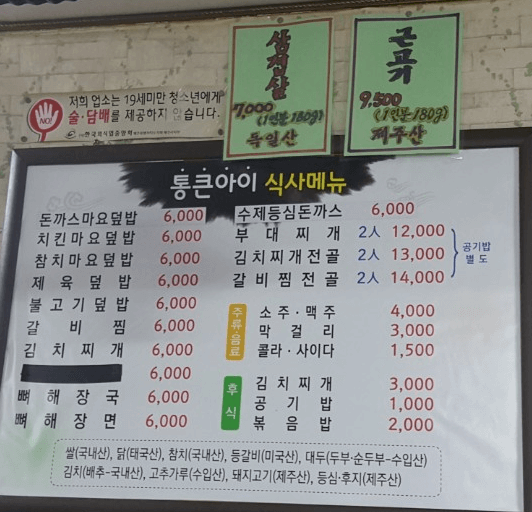 삼겹살
7,000
(1인분 180g)
독일산
근고기
9,500
(1인분 180g)
제주산
저희 업소는 19세미만 청소년에게
술·담배를 제공하지 않습니다.
NO!
통큰아이 식사메뉴
돈까스마요덮밥 6,000
치킨마요덮밥 6,000
참치마요덮밥 6,000
제육덮밥 6,000
불고기덮밥 6,000
갈비찜 6,000
김치찌개 6,000
6,000
뼈해장국 6,000
뼈해장면 6,000
수제등심돈까스 6,000
부대찌개 2人 12,000
김치찌개전골 2人 13,000
갈비찜전골 2人 14,000
공기밥
별도
주류·음료
소주·맥주 4,000
막걸리 3,000
콜라·사이다 1,500
후식
김치찌개 3,000
공기밥 1,000
볶음밥 2,000
쌀(국내산), 닭(태국산), 참치(국내산), 등갈비(미국산), 대두(두부·순두부-수입산)
김치(배추-국내산), 고추가루(수입산), 돼지고기(제주산), 등심·후지(제주산)